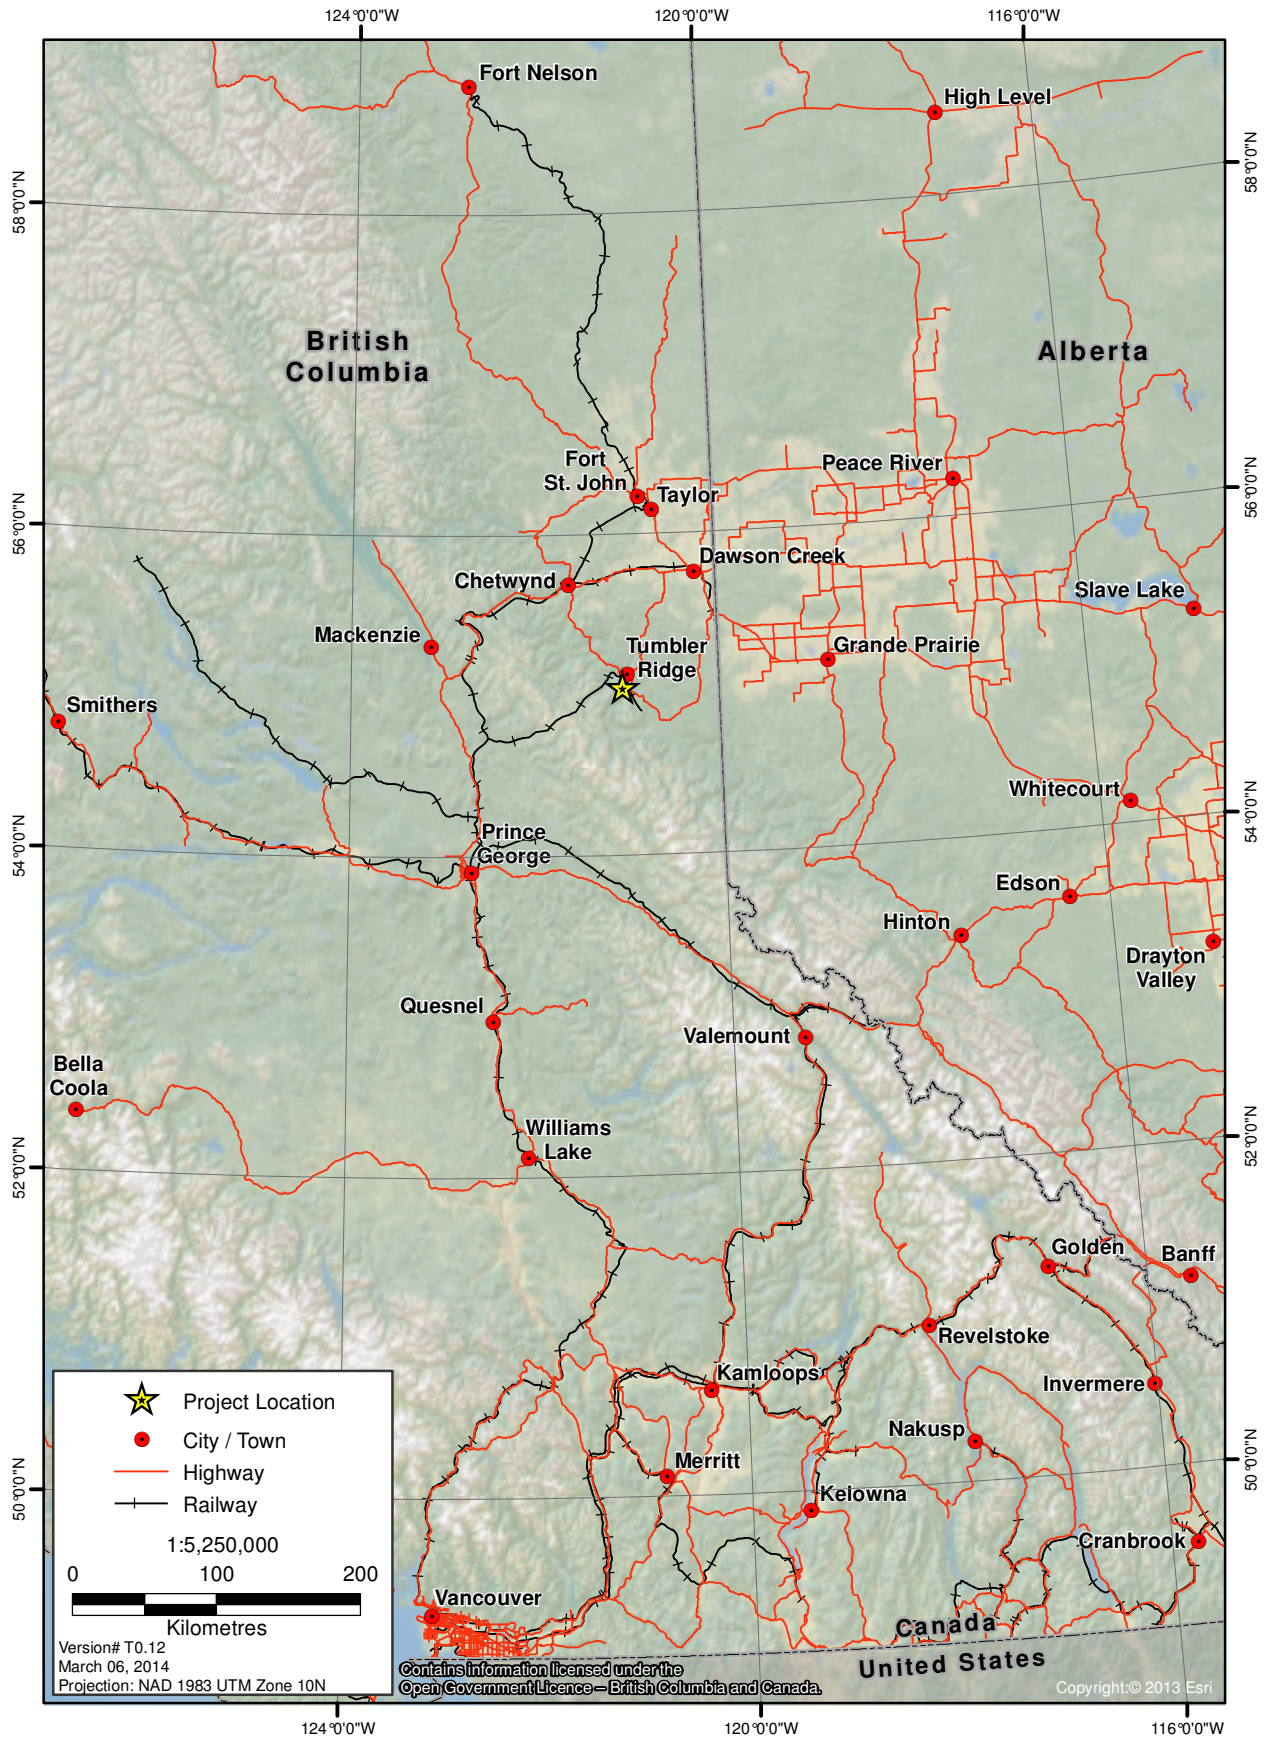 124°0'0"W
120°0'0"W
116°0'0"W
Fort Nelson
High Level
58°0'0"N
58°0'0"N
British
Columbia
Alberta
Fort
St. John
Taylor
Peace River
56°0'0"N
56°0'0"N
Dawson Creek
Chetwynd
Slave Lake
Mackenzie
Tumbler
Ridge
Grande Prairie
Smithers
Whitecourt
54°0'0"N
54°0'0"N
Prince
George
Edson
Hinton
Drayton
Valley
Quesnel
Valemount
Bella
Coola
Williams
Lake
52°0'0"N
52°0'0"N
Golden
Banff
Revelstoke
Kamloops
Invermere
Nakusp
Merritt
Kelowna
50°0'0"N
50°0'0"N
Cranbrook
Vancouver
Canada
United States
Project Location
City / Town
Highway
Railway
1:5,250,000
0 100 200
Kilometres
Version# T0.12
March 06, 2014
Projection: NAD 1983 UTM Zone 10N
Contains information licensed under the
Open Government Licence – British Columbia and Canada.
Copyright:© 2013 Esri
124°0'0"W
120°0'0"W
116°0'0"W